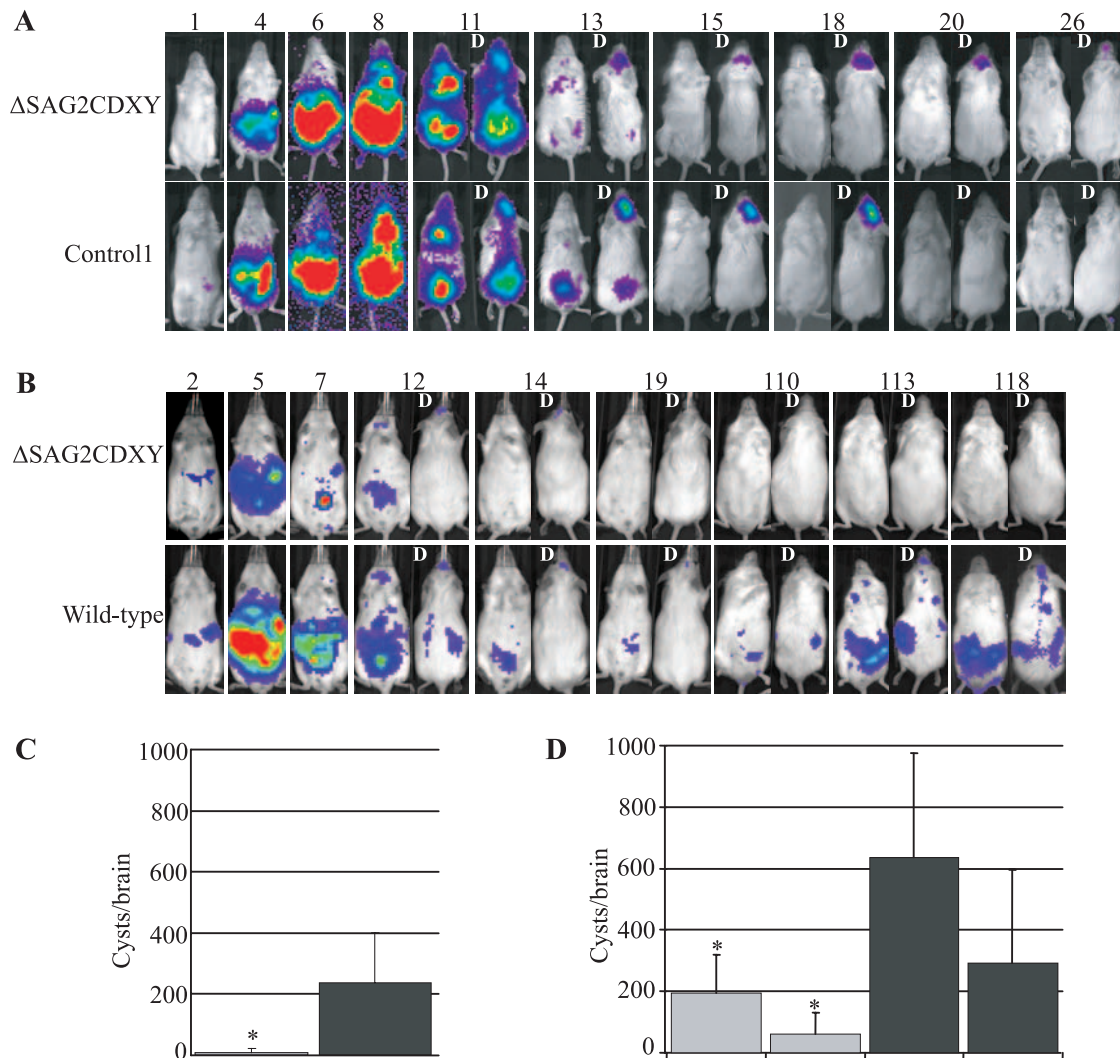 A 1 4 6 8 11 13 15 18 20 26
D D D D D D
ΔSAG2CDXY
D D D D D D
Control1
B 2 5 7 12 14 19 110 113 118
D D D D D D
ΔSAG2CDXY
D D D D D D
Wild-type
C
1000
800
600
400
200
0
Cysts/brain
*
D
1000
800
600
400
200
0
Cysts/brain
*
*